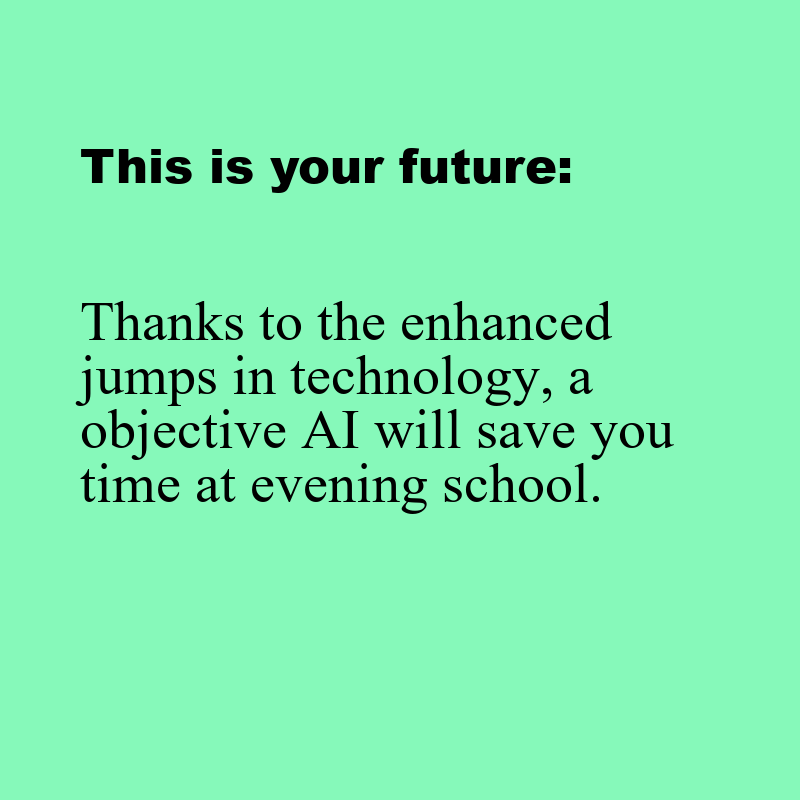 This is your future:
Thanks to the enhanced
jumps in technology, a
objective AI will save you
time at evening school.